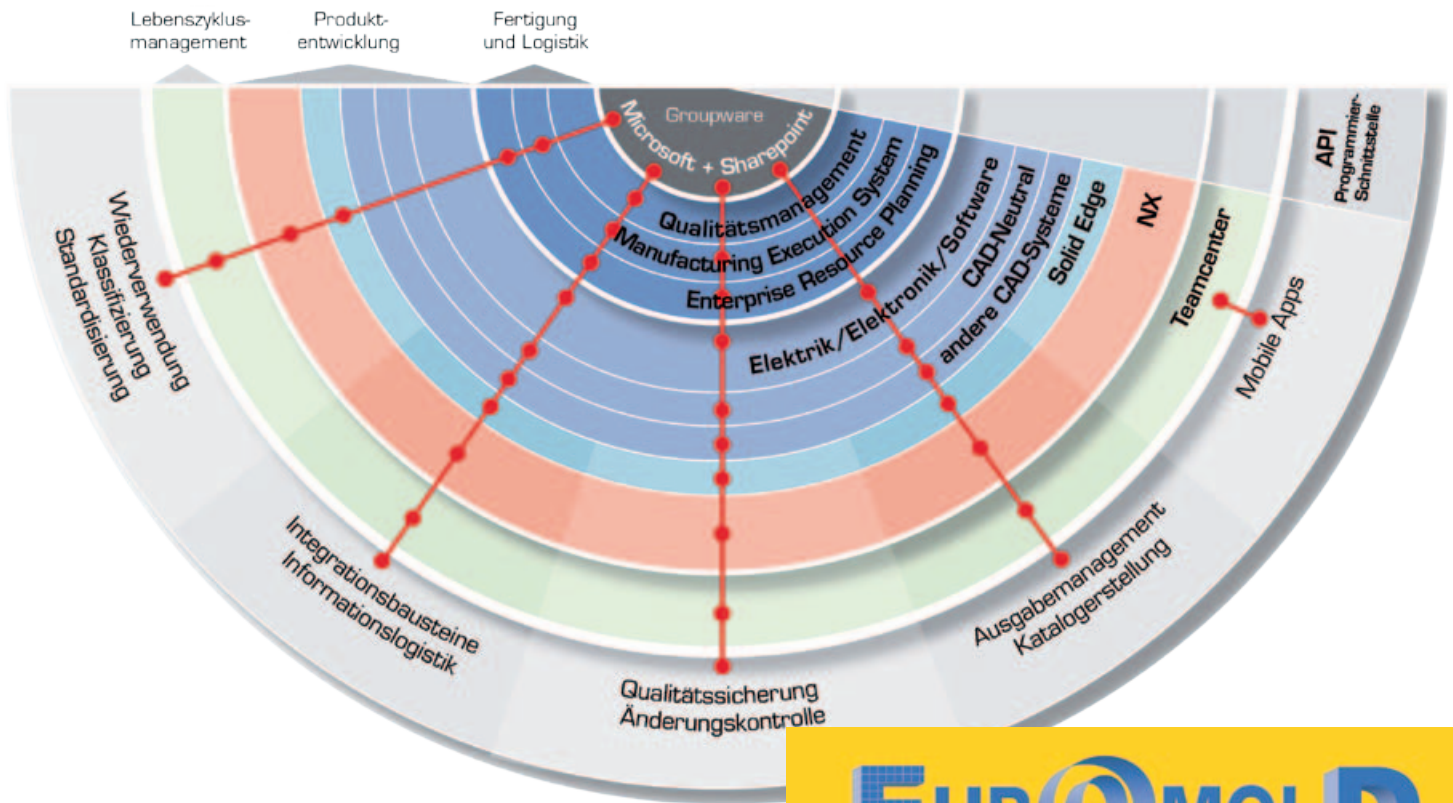 Lebenszyklus-
management
Produkt-
entwicklung
Fertigung
und Logistik
Groupware
Microsoft + Sharepoint
Qualitätsmanagement
Manufacturing Execution System
Enterprise Resource Planning
Elektrik/Elektronik/Software
CAD-Neutral
andere CAD-Systeme
Solid Edge
NX
Teamcenter
API
Programmier-
Schnittstelle
Mobile Apps
Wiederverwendung
Klassifizierung
Standardisierung
Integrationsbausteine
Informationslogistik
Qualitätssicherung
Änderungskontrolle
Ausgabemanagement
Katalogerstellung
EUROMOLD